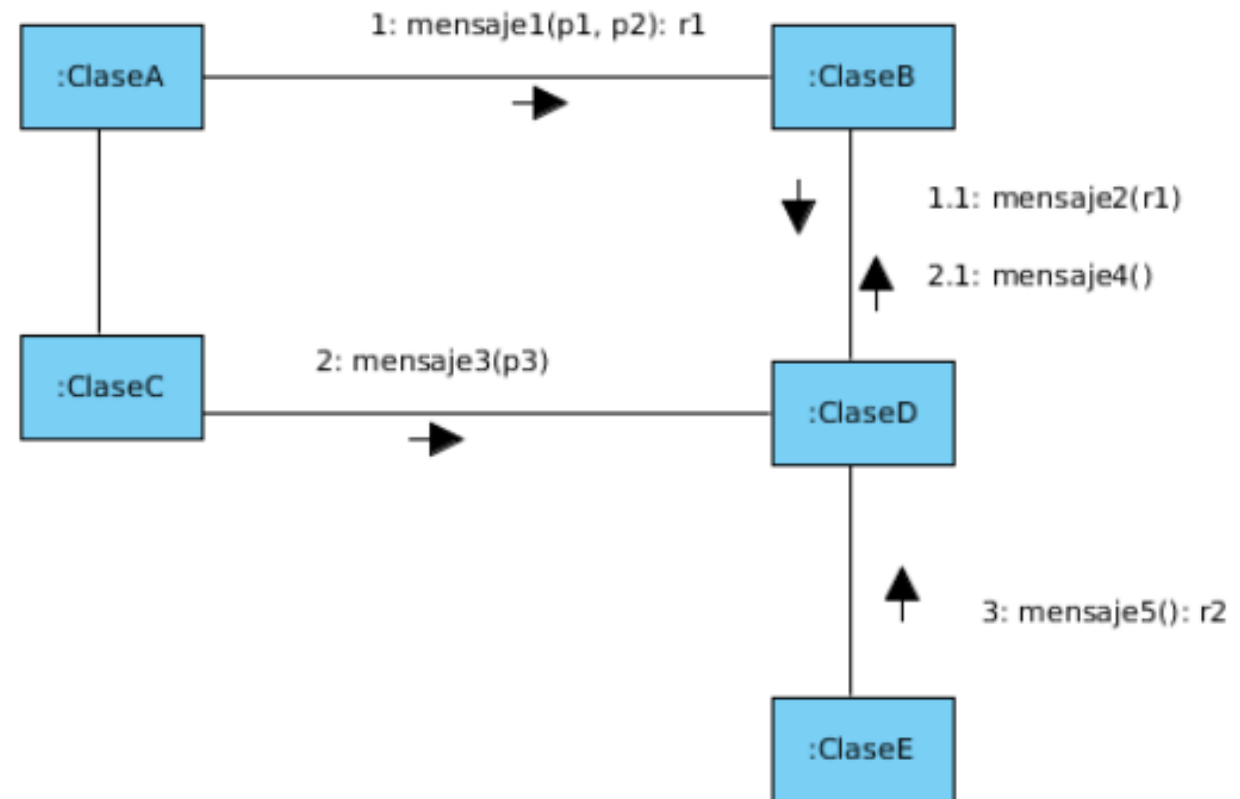 1: mensaje1(p1, p2): r1
:ClaseA
:ClaseB
1.1: mensaje2(r1)
2.1: mensaje4()
2: mensaje3(p3)
:ClaseC
:ClaseD
3: mensaje5(): r2
:ClaseE